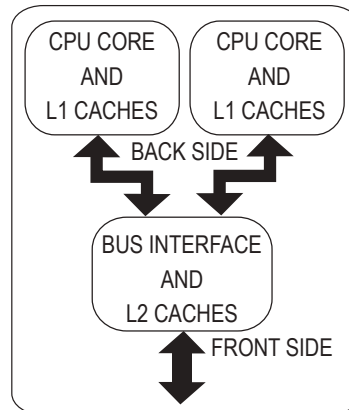 CPU CORE
AND
L1 CACHES
CPU CORE
AND
L1 CACHES
BACK SIDE
BUS INTERFACE
AND
L2 CACHES
FRONT SIDE